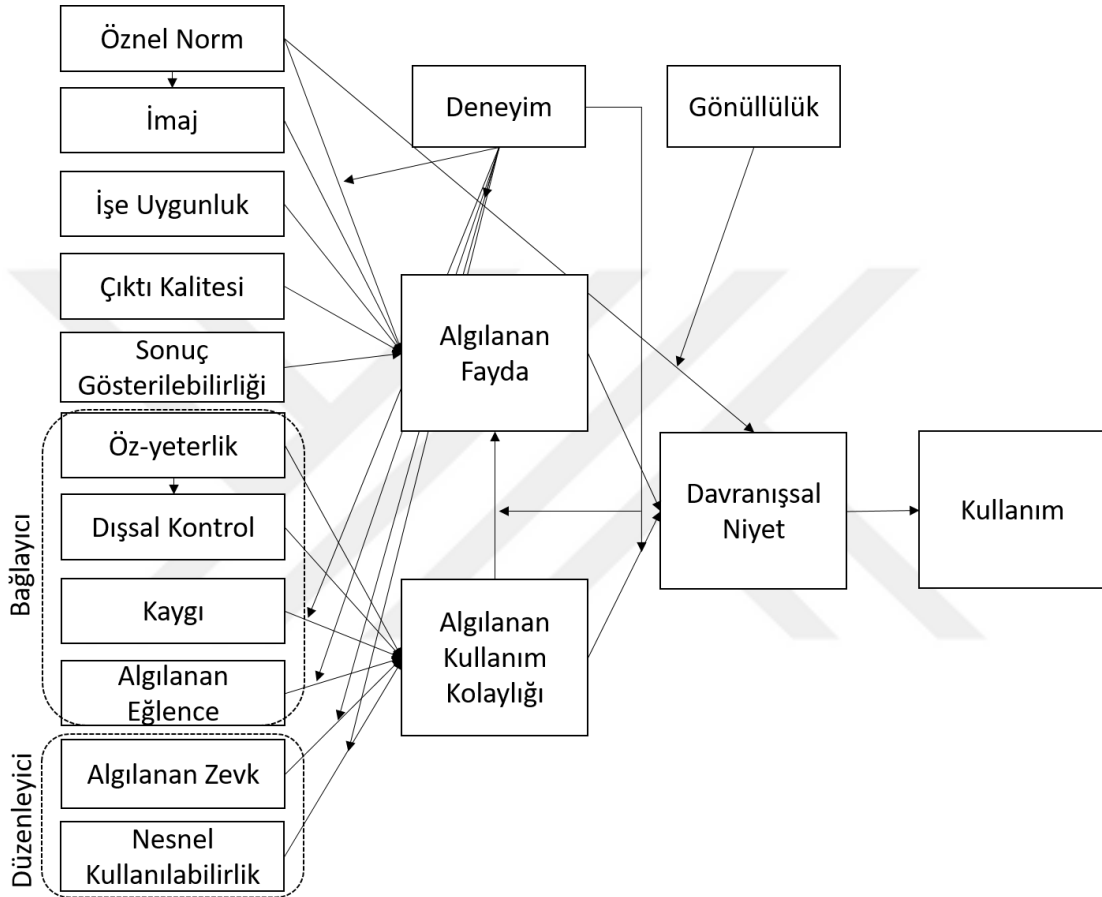 Öznel Norm
İmaj
İşe Uygunluk
Çıktı Kalitesi
Sonuç
Gösterilebilirliği
Bağlayıcı
Öz-yeterlik
Dışsal Kontrol
Kaygı
Algılanan
Eğlence
Düzenleyici
Algılanan Zevk
Nesnel
Kullanılabilirlik
Deneyim
Gönüllülük
Algılanan
Fayda
Algılanan
Kullanım
Kolaylığı
Davranışsal
Niyet
Kullanım